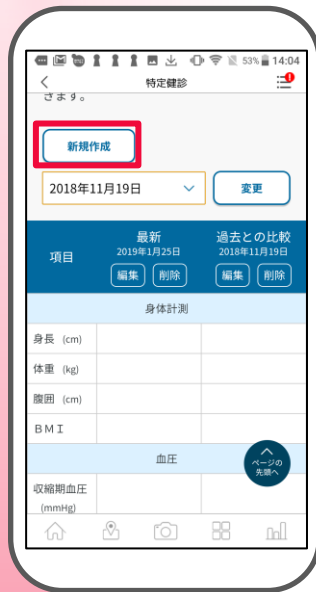 53% 14:04
特定健診
きます。
新規作成
2018年11月19日 変更
項目
最新
2019年1月25日
編集 削除
過去との比較
2018年11月19日
編集 削除
身体計測
身長 (cm)
体重 (kg)
腹囲 (cm)
ＢＭＩ
血圧
ページの
先頭へ
収縮期血圧
(mmHg)